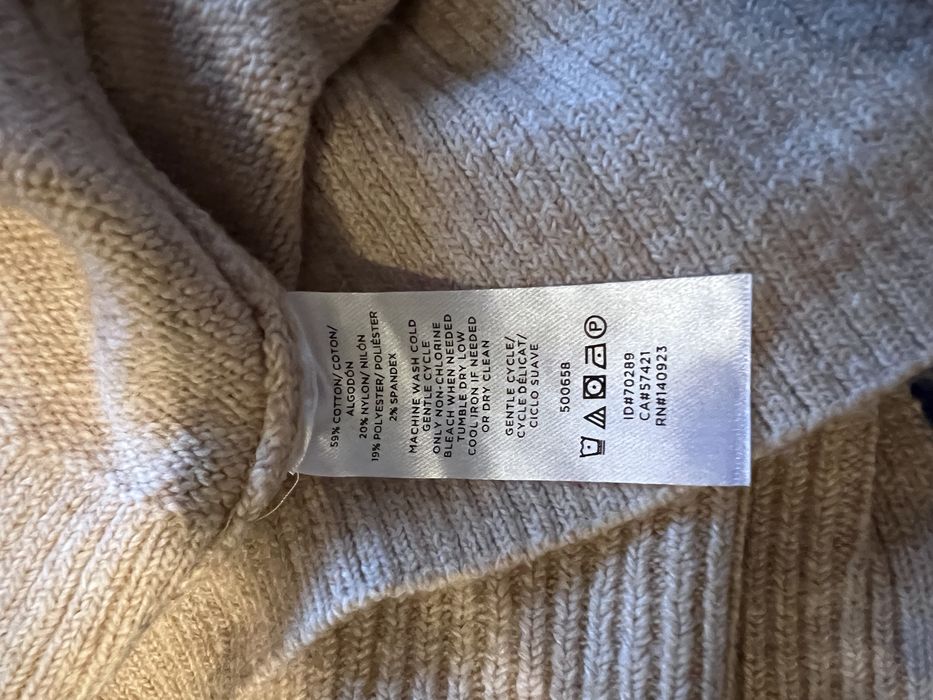 59% COTTON/ COTON/
ALGODÓN
20% NYLON/ NILÓN
19% POLYESTER/ POLIÉSTER
2% SPANDEX
MACHINE WASH COLD
GENTLE CYCLE
ONLY NON-CHLORINE
BLEACH WHEN NEEDED
TUMBLE DRY LOW
COOL IRON IF NEEDED
OR DRY CLEAN
GENTLE CYCLE/
CYCLE DÉLICAT/
CICLO SUAVE
500658
P
ID#70289
CA#57421
RN#140923